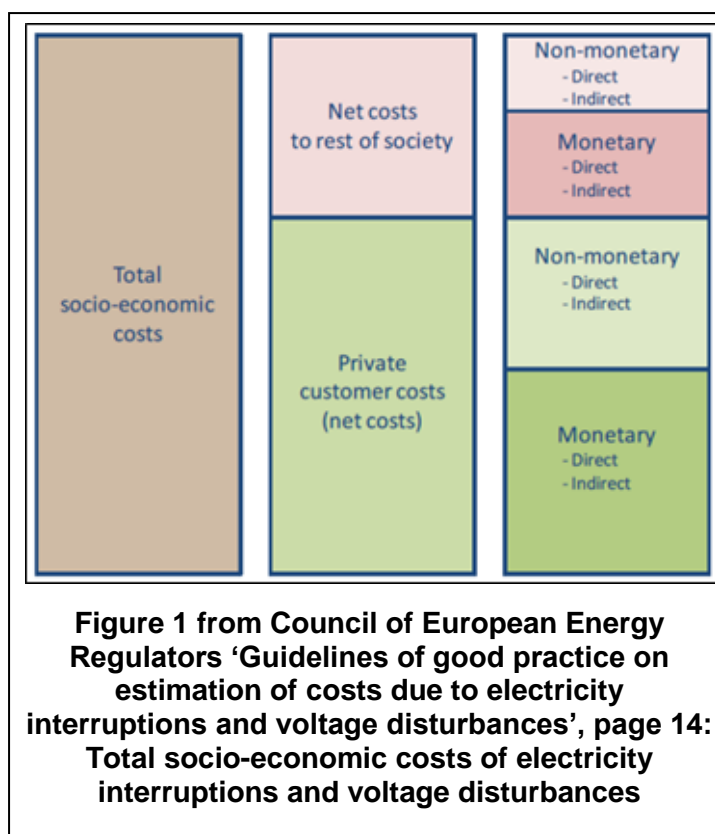 Total
socio-economic
costs
Net costs
to rest of society
Private
customer costs
(net costs)
Non-monetary
- Direct
- Indirect
Monetary
- Direct
- Indirect
Non-monetary
- Direct
- Indirect
Monetary
- Direct
- Indirect
Figure 1 from Council of European Energy
Regulators ‘Guidelines of good practice on
estimation of costs due to electricity
interruptions and voltage disturbances’, page 14:
Total socio-economic costs of electricity
interruptions and voltage disturbances